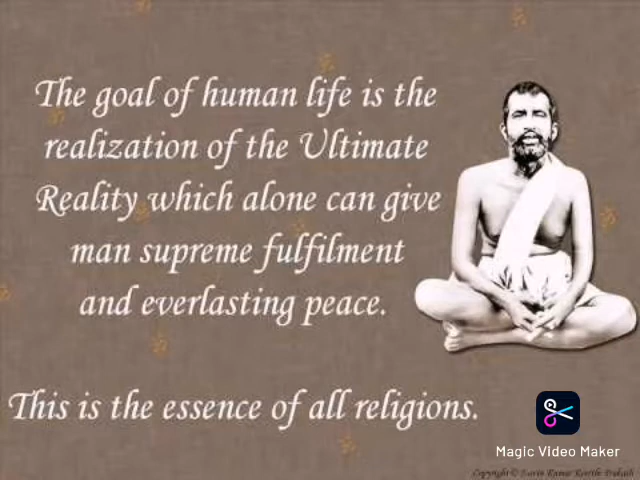 The goal of human life is the
realization of the Ultimate
Reality which alone can give
man supreme fulfilment
and everlasting peace.
This is the essence of all religions.
Magic Video Maker
Copyright ©